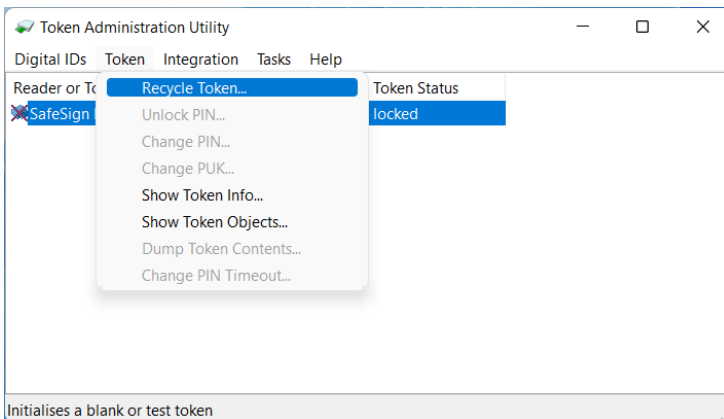 Token Administration Utility
Digital IDs Token Integration Tasks Help
Reader or To Token Status
SafeSign locked
Recycle Token...
Unlock PIN...
Change PIN...
Change PUK...
Show Token Info...
Show Token Objects...
Dump Token Contents...
Change PIN Timeout...
Initialises a blank or test token